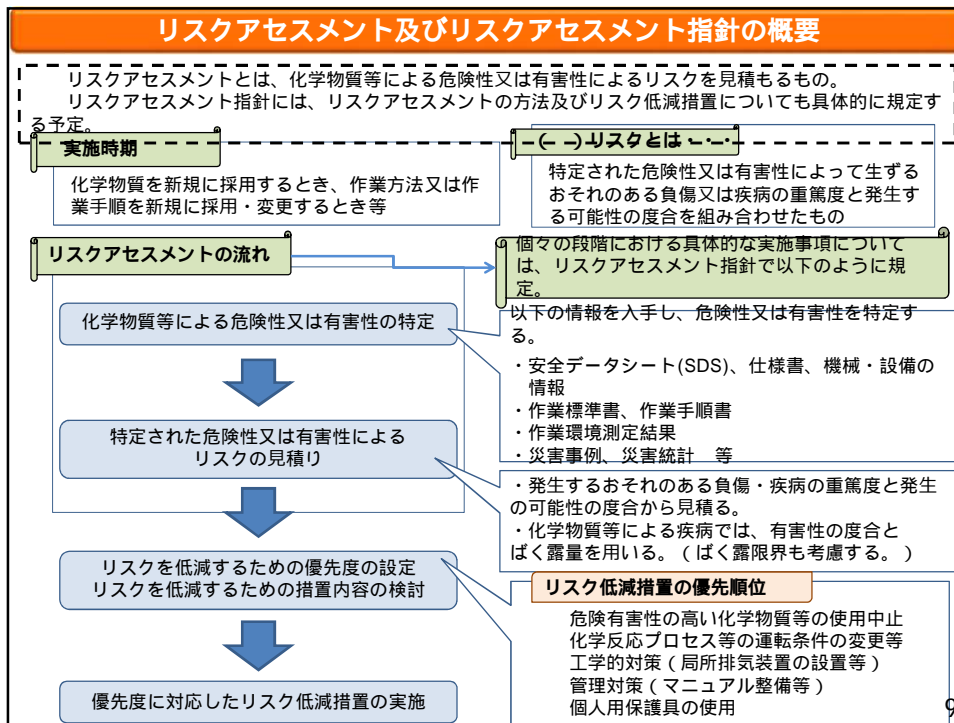 リスクアセスメント及びリスクアセスメント指針の概要
リスクアセスメントとは、化学物質等による危険性又は有害性によるリスクを見積もるもの。
リスクアセスメント指針には、リスクアセスメントの方法及びリスク低減措置についても具体的に規定す
る予定。
実施時期
化学物質を新規に採用するとき、作業方法又は作
業手順を新規に採用・変更するとき等
( )リスクとは・・・
特定された危険性又は有害性によって生ずる
おそれのある負傷又は疾病の重篤度と発生す
る可能性の度合を組み合わせたもの
リスクアセスメントの流れ
個々の段階における具体的な実施事項について
は、リスクアセスメント指針で以下のように規
定。
化学物質等による危険性又は有害性の特定
以下の情報を入手し、危険性又は有害性を特定す
る。
・安全データシート(SDS)、仕様書、機械・設備の
情報
・作業標準書、作業手順書
・作業環境測定結果
・災害事例、災害統計 等
特定された危険性又は有害性による
リスクの見積り
・発生するおそれのある負傷・疾病の重篤度と発生
の可能性の度合から見積る。
・化学物質等による疾病では、有害性の度合と
ばく露量を用いる。(ばく露限界も考慮する。)
リスクを低減するための優先度の設定
リスクを低減するための措置内容の検討
リスク低減措置の優先順位
危険有害性の高い化学物質等の使用中止
化学反応プロセス等の運転条件の変更等
工学的対策(局所排気装置の設置等)
管理対策(マニュアル整備等)
個人用保護具の使用
優先度に対応したリスク低減措置の実施
9